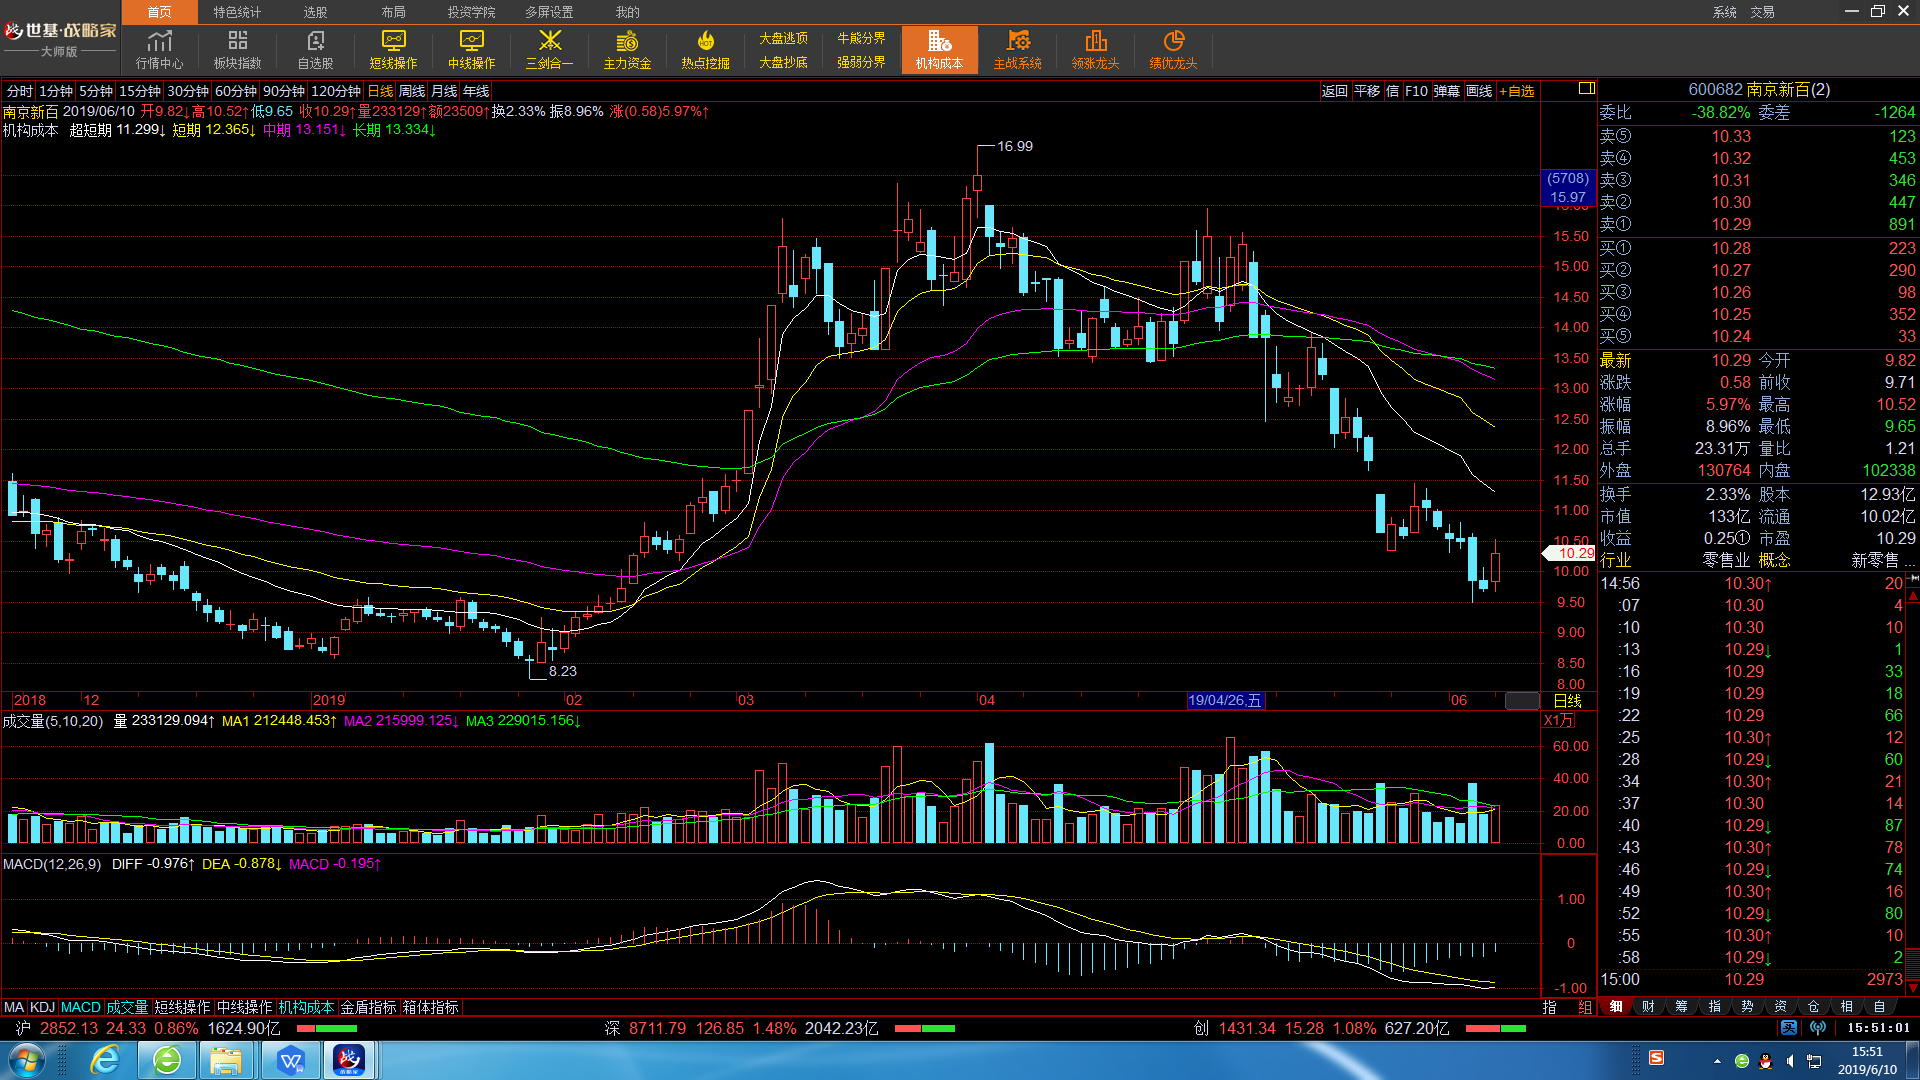 首页 特色统计 选股 布局 投资学院 多屏设置 我的 系统 交易
世基·战略家
大师版
行情中心 板块指数 自选股 短线操作 中线操作 三剑合一 主力资金 热点挖掘 大盘逃顶 牛熊分界 机构成本 主战系统 领涨龙头 绩优龙头
大盘抄底 强弱分界
分时 1分钟 5分钟 15分钟 30分钟 60分钟 90分钟 120分钟 日线 周线 月线 年线 返回 平移 信 F10 弹幕 画线 +自选
南京新百 2019/06/10 开9.82↓高10.52↑低9.65 收10.29↑量233129↑额23509↑换2.33% 振8.96% 涨(0.58)5.97%↑
机构成本 超短期 11.299↓ 短期 12.365↓ 中期 13.151↓ 长期 13.334↓
16.99
8.23
(5708)
15.97
15.50
15.00
14.50
14.00
13.50
13.00
12.50
12.00
11.50
11.00
10.50
10.29
10.00
9.50
9.00
8.50
8.00
2018 12 2019 02 03 04 19/04/26,五 06 日线
成交量(5,10,20) 量 233129.094↑ MA1 212448.453↑ MA2 215999.125↓ MA3 229015.156↓ X1万
60.00
40.00
20.00
0.00
MACD(12,26,9) DIFF -0.976↑ DEA -0.878↓ MACD -0.195↑
1.00
0
-1.00
MA KDJ MACD 成交量 短线操作 中线操作 机构成本 金盾指标 箱体指标 指 组
600682 南京新百(2)
委比 -38.82% 委差 -1264
卖⑤ 10.33 123
卖④ 10.32 453
卖③ 10.31 346
卖② 10.30 447
卖① 10.29 891
买① 10.28 223
买② 10.27 290
买③ 10.26 98
买④ 10.25 352
买⑤ 10.24 33
最新 10.29 今开 9.82
涨跌 0.58 前收 9.71
涨幅 5.97% 最高 10.52
振幅 8.96% 最低 9.65
总手 23.31万 量比 1.21
外盘 130764 内盘 102338
换手 2.33% 股本 12.93亿
市值 133亿 流通 10.02亿
收益 0.25① 市盈 10.29
行业 零售业 概念 新零售 ...
14:56 10.30↑ 20
:07 10.30 4
:10 10.30 10
:13 10.29↓ 1
:16 10.29 33
:19 10.29 18
:22 10.29 66
:25 10.30↑ 12
:28 10.29↓ 60
:34 10.30↑ 21
:37 10.30 14
:40 10.29↓ 87
:43 10.30↑ 78
:46 10.29↓ 74
:49 10.30↑ 16
:52 10.29↓ 80
:55 10.30↑ 10
:58 10.29↓ 2
15:00 10.29 2973
细 财 筹 指 势 资 仓 相 自
沪 2852.13 24.33 0.86% 1624.90亿 深 8711.79 126.85 1.48% 2042.23亿 创 1431.34 15.28 1.08% 627.20亿 买 15:51:01
15:51
2019/6/10